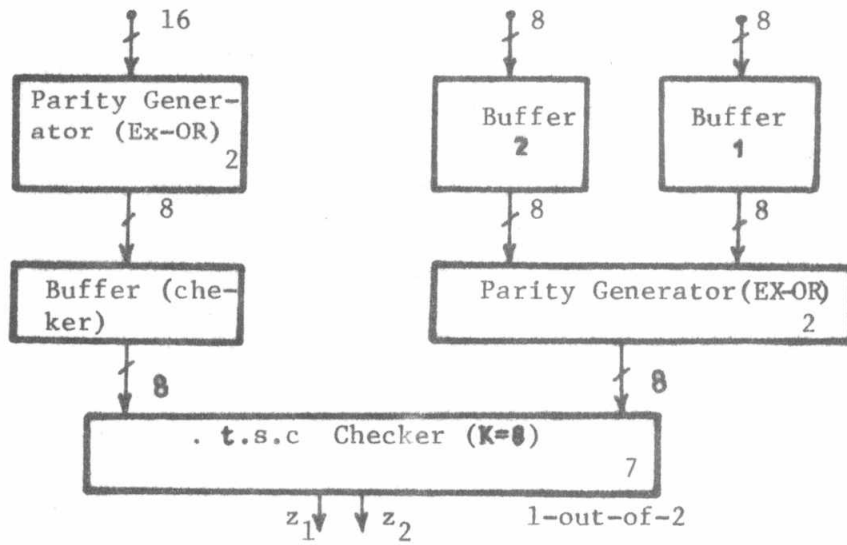 16
8
8
Parity Gener-
ator (Ex-OR)
2
Buffer
2
Buffer
1
8
8
8
Buffer (che-
ker)
Parity Generator(EX-OR)
2
8
8
. t.s.c Checker (K=8)
7
z1 z2
1-out-of-2